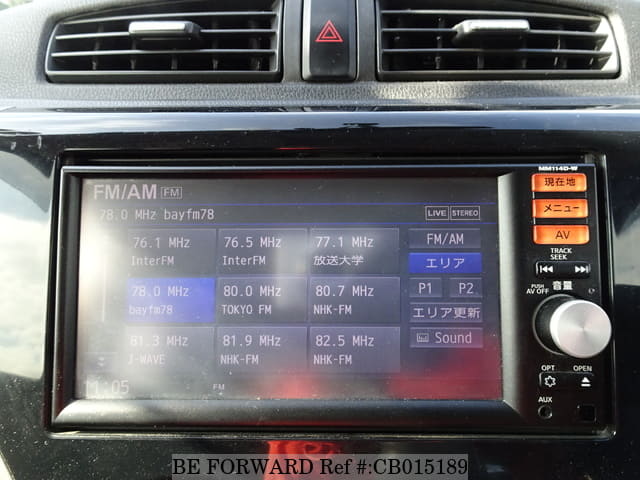 MM114D-W
FM/AM FM
現在地
78.0 MHz bayfm78
LIVE STEREO
メニュー
76.1 MHz
InterFM
76.5 MHz
InterFM
77.1 MHz
放送大学
FM/AM
AV
TRACK SEEK
エリア
78.0 MHz
bayfm78
80.0 MHz
TOKYO FM
80.7 MHz
NHK-FM
P1
P2
PUSH AV OFF
音量
エリア更新
81.3 MHz
J-WAVE
81.9 MHz
NHK-FM
82.5 MHz
NHK-FM
Sound
OPT
OPEN
11:05
FM
AUX
BE FORWARD Ref #:CB015189